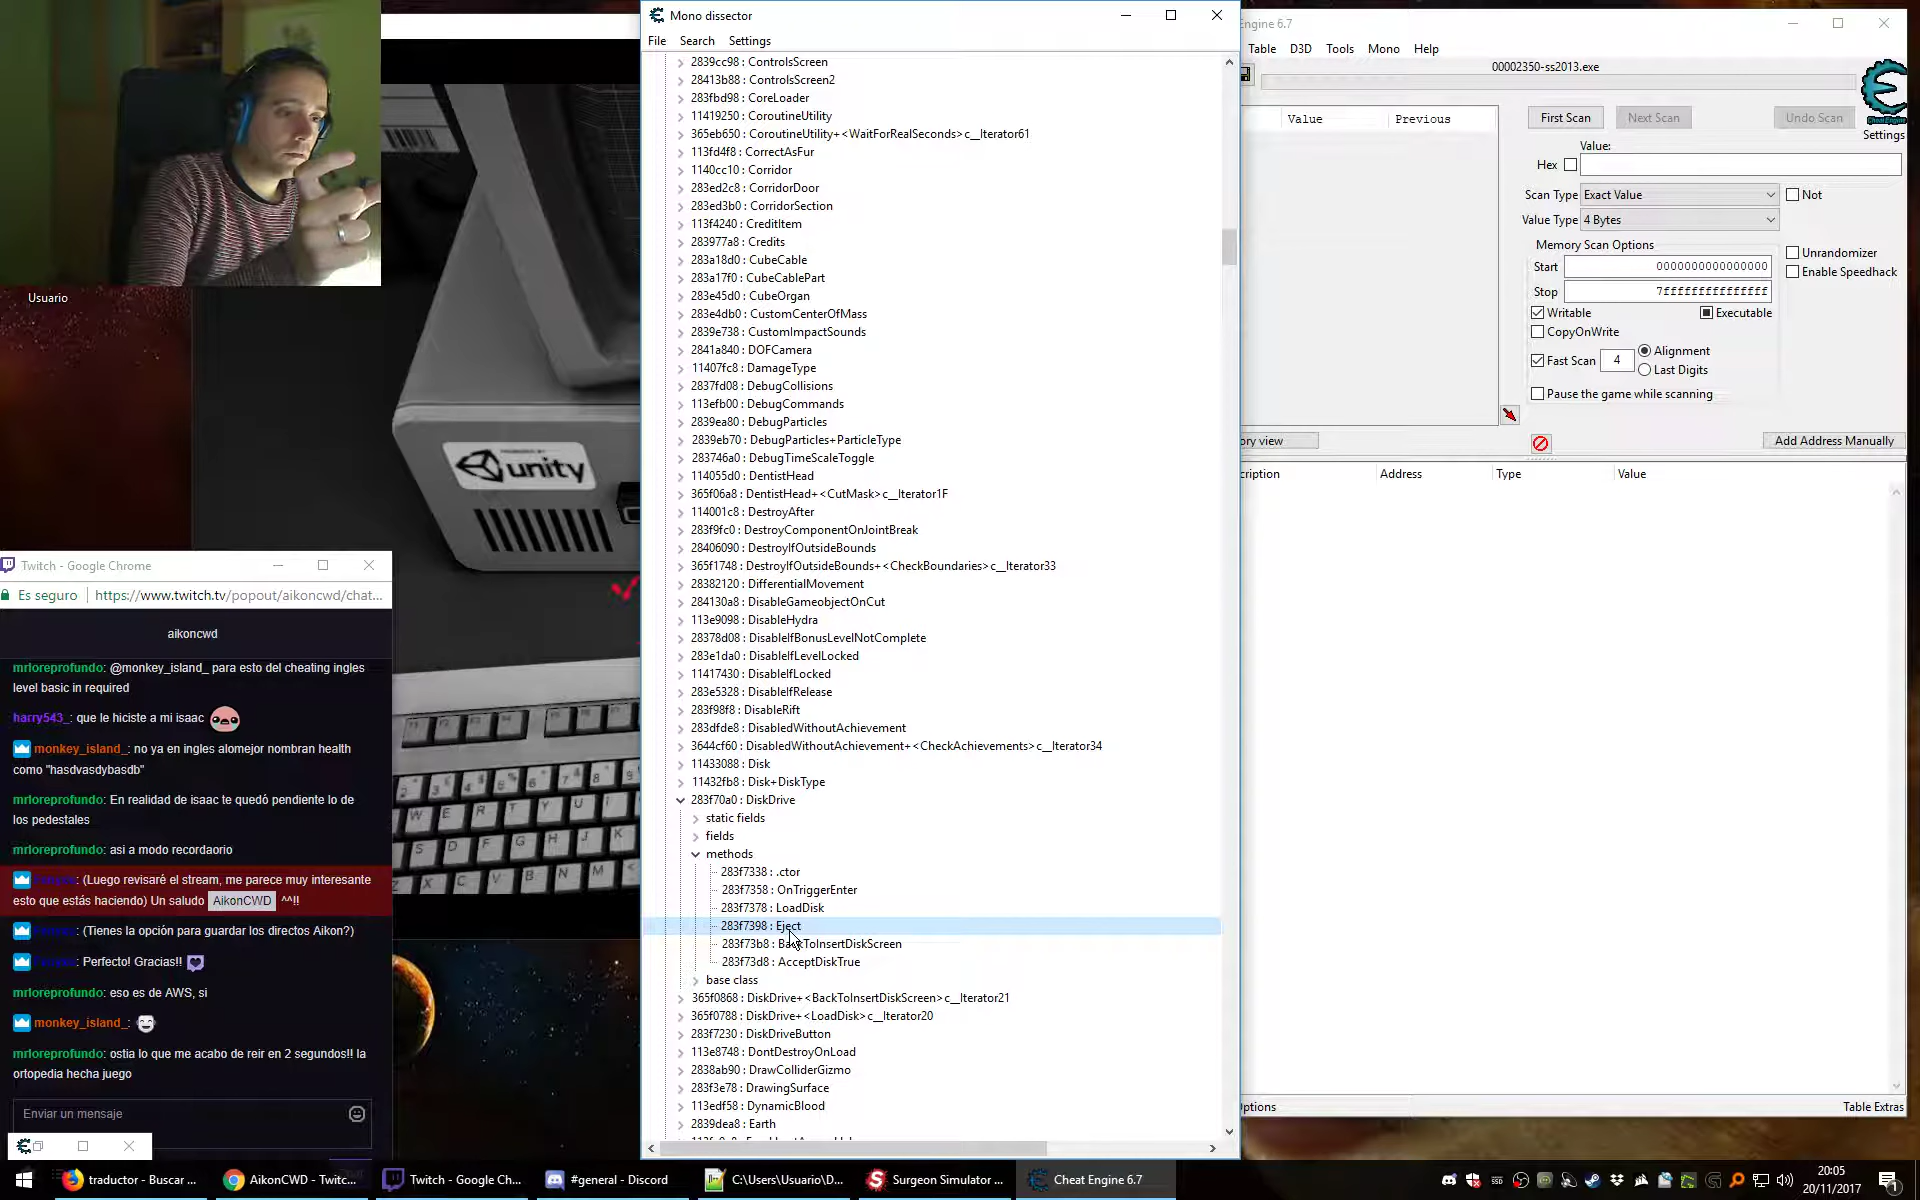 Usuario
Twitch - Google Chrome
Es seguro
https://www.twitch.tv/popout/aikoncwd/chat...
aikoncwd
mrloreprofundo: @monkey_island_ para esto del cheating ingles
level basic in required
harry543_: que le hiciste a mi isaac
monkey_island_: no ya en ingles alomejor nombran health
como "hasdvasdybasdb"
mrloreprofundo: En realidad de isaac te quedó pendiente lo de
los pedestales
mrloreprofundo: asi a modo recordaorio
: (Luego revisaré el stream, me parece muy interesante
esto que estás haciendo) Un saludo AikonCWD ^^!!
: (Tienes la opción para guardar los directos Aikon?)
: Perfecto! Gracias!!
mrloreprofundo: eso es de AWS, si
monkey_island_:
mrloreprofundo: ostia lo que me acabo de reir en 2 segundos!! la
ortopedia hecha juego
Enviar un mensaje
unity
Mono dissector
File Search Settings
2839cc98 : ControlsScreen
28413b88 : ControlsScreen2
283fbd98 : CoreLoader
11419250 : CoroutineUtility
365eb650 : CoroutineUtility+<WaitForRealSeconds>c__Iterator61
113fd4f8 : CorrectAsFur
1140cc10 : Corridor
283ed2c8 : CorridorDoor
283ed3b0 : CorridorSection
113f4240 : CreditItem
283977a8 : Credits
283a18d0 : CubeCable
283a17f0 : CubeCablePart
283e45d0 : CubeOrgan
283e4db0 : CustomCenterOfMass
2839e738 : CustomImpactSounds
2841a840 : DOFCamera
11407fc8 : DamageType
2837fd08 : DebugCollisions
113efb00 : DebugCommands
2839ea80 : DebugParticles
2839eb70 : DebugParticles+ParticleType
283746a0 : DebugTimeScaleToggle
114055d0 : DentistHead
365f06a8 : DentistHead+<CutMask>c__Iterator1F
114001c8 : DestroyAfter
283f9fc0 : DestroyComponentOnJointBreak
28406090 : DestroyIfOutsideBounds
365f1748 : DestroyIfOutsideBounds+<CheckBoundaries>c__Iterator33
28382120 : DifferentialMovement
284130a8 : DisableGameobjectOnCut
113e9098 : DisableHydra
28378d08 : DisableIfBonusLevelNotComplete
283e1da0 : DisableIfLevelLocked
11417430 : DisableIfLocked
283e5328 : DisableIfRelease
283f98f8 : DisableRift
283dfde8 : DisabledWithoutAchievement
3644cf60 : DisabledWithoutAchievement+<CheckAchievements>c__Iterator34
11433088 : Disk
11432fb8 : Disk+DiskType
283f70a0 : DiskDrive
static fields
fields
methods
283f7338 : .ctor
283f7358 : OnTriggerEnter
283f7378 : LoadDisk
283f7398 : Eject
283f73b8 : BackToInsertDiskScreen
283f73d8 : AcceptDiskTrue
base class
365f0868 : DiskDrive+<BackToInsertDiskScreen>c__Iterator21
365f0788 : DiskDrive+<LoadDisk>c__Iterator20
283f7230 : DiskDriveButton
113e8748 : DontDestroyOnLoad
2838ab90 : DrawColliderGizmo
283f3e78 : DrawingSurface
113edf58 : DynamicBlood
2839dea8 : Earth
Engine 6.7
Table D3D Tools Mono Help
00002350-ss2013.exe
Value Previous
First Scan Next Scan Undo Scan
Settings
Value:
Hex
Scan Type Exact Value Not
Value Type 4 Bytes
Memory Scan Options
Start 0000000000000000
Stop 7fffffffffffffff
Unrandomizer
Enable Speedhack
Writable Executable
CopyOnWrite
Fast Scan 4 Alignment
Last Digits
Pause the game while scanning
ory view
Add Address Manually
cription Address Type Value
ptions
Table Extras
traductor - Buscar ...
AikonCWD - Twitc...
Twitch - Google Ch...
#general - Discord
C:\Users\Usuario\D...
Surgeon Simulator ...
Cheat Engine 6.7
20:05
20/11/2017